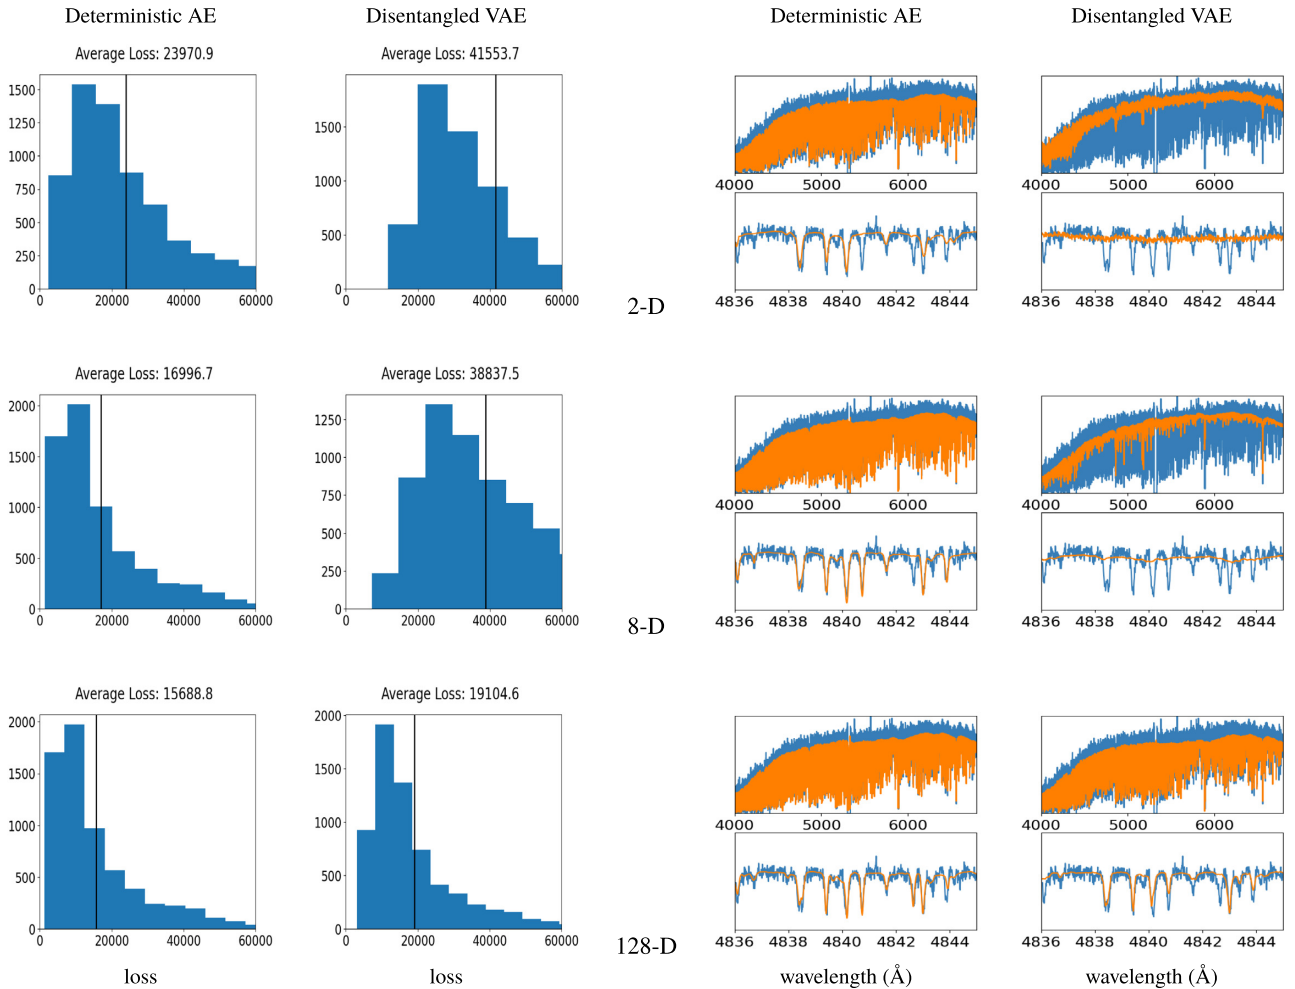 Deterministic AE Disentangled VAE Deterministic AE Disentangled VAE
Average Loss: 23970.9 Average Loss: 41553.7
1500
1250
1000
750
500
250
0
0 20000 40000 60000
1500
1000
500
0
0 20000 40000 60000
2-D
4000 5000 6000
4836 4838 4840 4842 4844
4000 5000 6000
4836 4838 4840 4842 4844
Average Loss: 16996.7 Average Loss: 38837.5
2000
1500
1000
500
0
0 20000 40000 60000
1250
1000
750
500
250
0
0 20000 40000 60000
8-D
4000 5000 6000
4836 4838 4840 4842 4844
4000 5000 6000
4836 4838 4840 4842 4844
Average Loss: 15688.8 Average Loss: 19104.6
2000
1500
1000
500
0
0 20000 40000 60000
2000
1500
1000
500
0
0 20000 40000 60000
128-D
4000 5000 6000
4836 4838 4840 4842 4844
4000 5000 6000
4836 4838 4840 4842 4844
loss loss wavelength (Å) wavelength (Å)